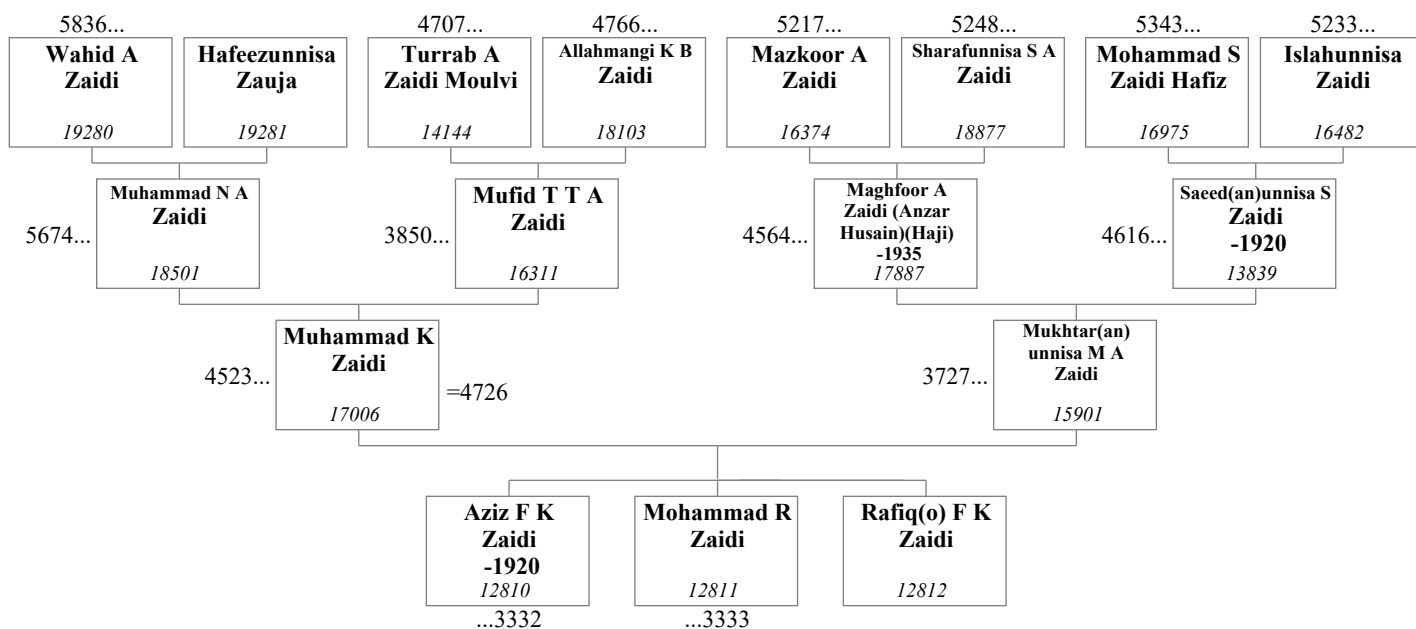 5836...
4707...
4766...
5217...
5248...
5343...
5233...
Wahid A
Zaidi
19280
Hafeezunnisa
Zauja
19281
Turrab A
Zaidi Moulvi
14144
Allahmangi K B
Zaidi
18103
Mazkoor A
Zaidi
16374
Sharafunnisa S A
Zaidi
18877
Mohammad S
Zaidi Hafiz
16975
Islahunnisa
Zaidi
16482
5674...
Muhammad N A
Zaidi
18501
3850...
Mufid T T A
Zaidi
16311
4564...
Maghfoor A
Zaidi (Anzar
Husain)(Haji)
-1935
17887
4616...
Saeed(an)unnisa S
Zaidi
-1920
13839
4523...
Muhammad K
Zaidi
17006
=4726
3727...
Mukhtar(an)
unnisa M A
Zaidi
15901
Aziz F K
Zaidi
-1920
12810
...3332
Mohammad R
Zaidi
12811
...3333
Rafiq(o) F K
Zaidi
12812